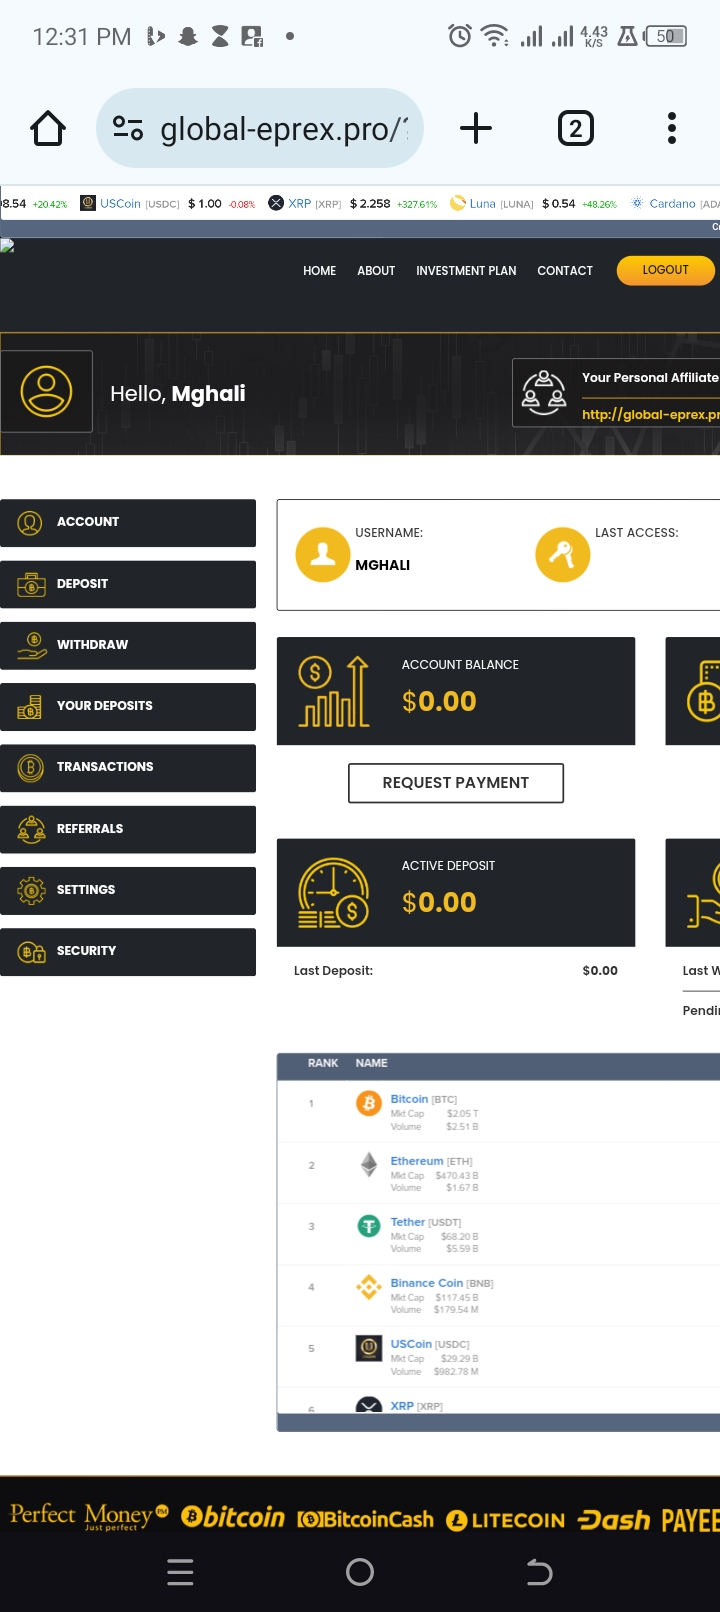 12:31 PM
4.43 K/S
50
global-eprex.pro/
2
8.54 +20.42% USCoin [USDC] $ 1.00 -0.08% XRP [XRP] $ 2.258 +327.61% Luna [LUNA] $ 0.54 +48.26% Cardano [ADA
HOME ABOUT INVESTMENT PLAN CONTACT LOGOUT
Hello, Mghali
Your Personal Affiliate
http://global-eprex.pr
ACCOUNT
DEPOSIT
WITHDRAW
YOUR DEPOSITS
TRANSACTIONS
REFERRALS
SETTINGS
SECURITY
USERNAME:
MGHALI
LAST ACCESS:
ACCOUNT BALANCE
$0.00
REQUEST PAYMENT
ACTIVE DEPOSIT
$0.00
Last Deposit: $0.00
Last W
Pendin
RANK NAME
1 Bitcoin [BTC]
Mkt Cap $2.05 T
Volume $2.51 B
2 Ethereum [ETH]
Mkt Cap $470.43 B
Volume $1.67 B
3 Tether [USDT]
Mkt Cap $68.20 B
Volume $5.59 B
4 Binance Coin [BNB]
Mkt Cap $117.45 B
Volume $179.54 M
5 USCoin [USDC]
Mkt Cap $29.29 B
Volume $982.78 M
6 XRP [XRP]
Perfect Money PM
Just perfect
bitcoin
BitcoinCash
LITECOIN
Dash
PAYEE